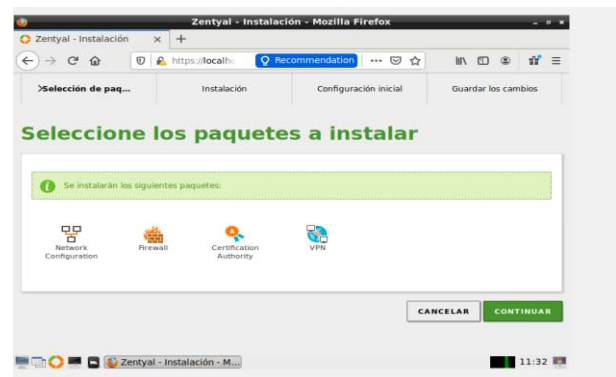 Zentyal - Instalación - Mozilla Firefox
Zentyal - Instalación × +
https://localh Recommendation
Selección de paq... Instalación Configuración inicial Guardar los cambios
Seleccione los paquetes a instalar
Se instalarán los siguientes paquetes:
Network Configuration
Firewall
Certification Authority
VPN
CANCELAR CONTINUAR
Zentyal - Instalación - M... 11:32